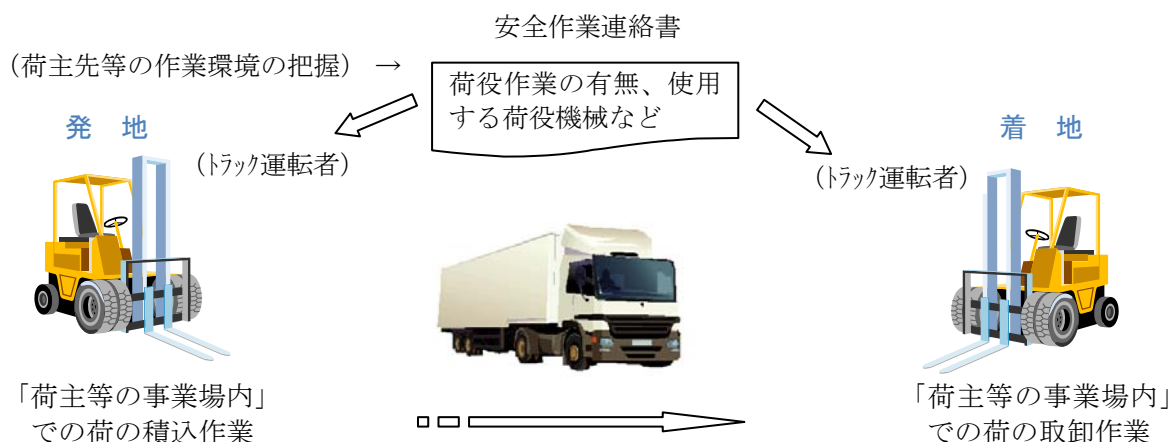 安全作業連絡書
（荷主先等の作業環境の把握） →
荷役作業の有無、使用
する荷役機械など
発 地
着 地
（ﾄﾗｯｸ運転者）
（ﾄﾗｯｸ運転者）
「荷主等の事業場内」
での荷の積込作業
「荷主等の事業場内」
での荷の取卸作業